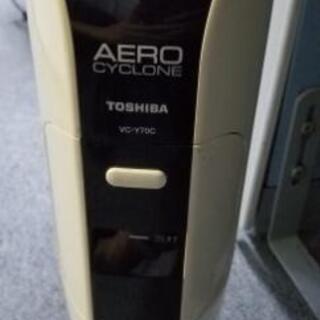 AERO
CYCLONE
TOSHIBA
VC-Y70C